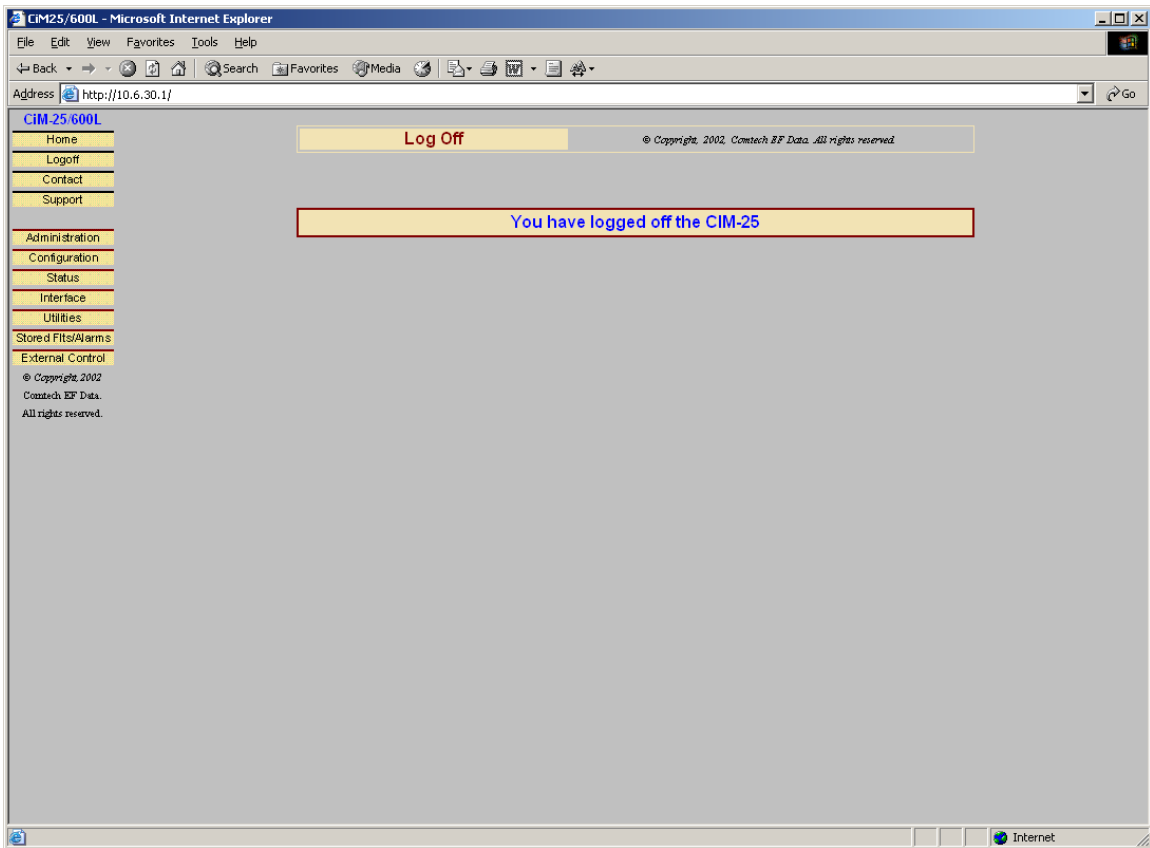 CiM25/600L - Microsoft Internet Explorer
File Edit View Favorites Tools Help
Back Search Favorites Media
Address http://10.6.30.1/ Go
CiM-25/600L
Home
Logoff
Contact
Support
Administration
Configuration
Status
Interface
Utilities
Stored Flts/Alarms
External Control
© Copyright, 2002
Comtech EF Data.
All rights reserved.
Log Off
© Copyright, 2002, Comtech EF Data. All rights reserved.
You have logged off the CIM-25
Internet